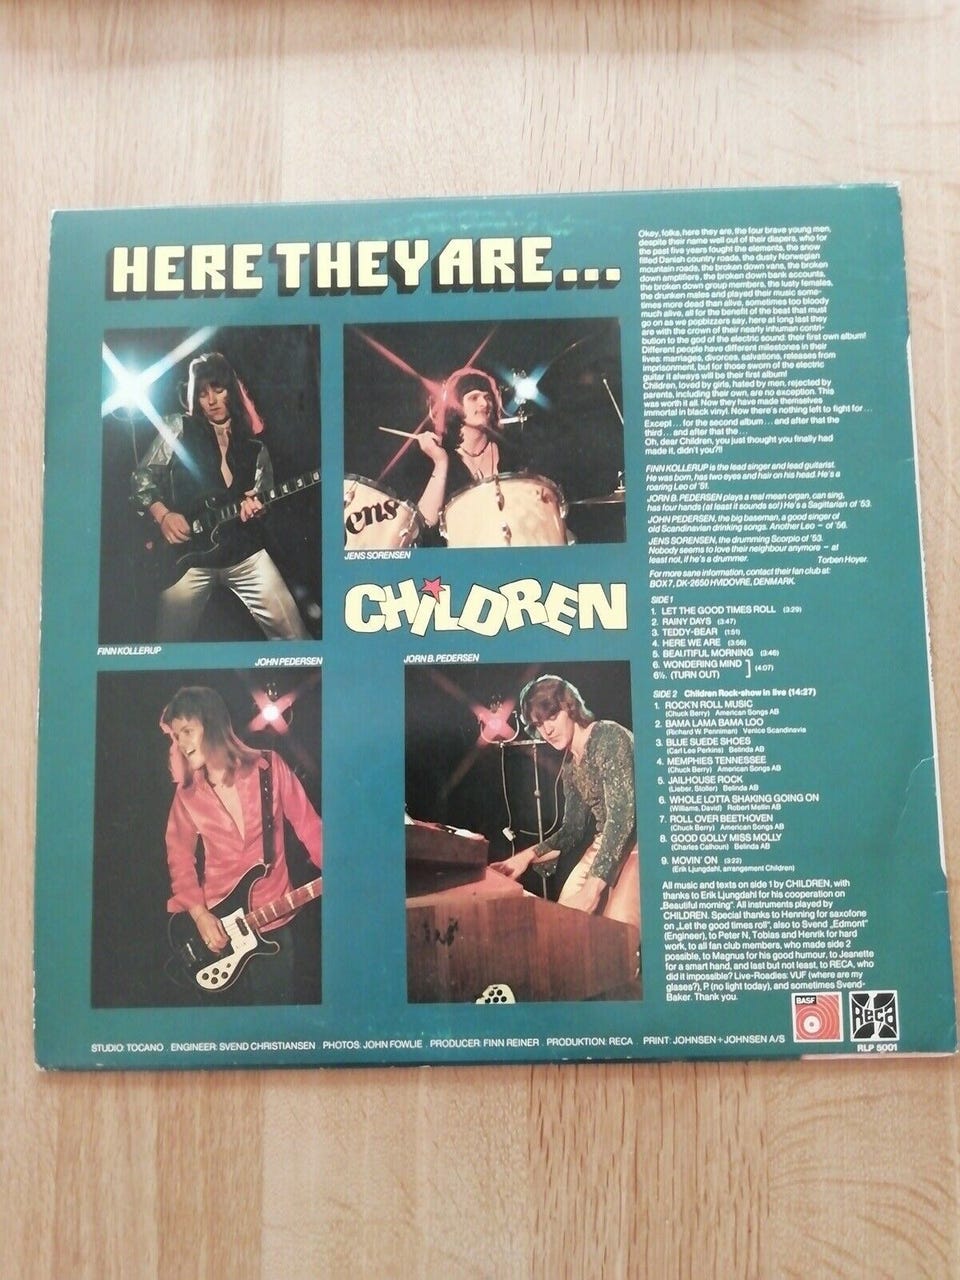 HERE THEY ARE...
Okey, folks, here they are, the four brave young men,
despite their name well out of their diapers, who for
the past five years fought the elements, the snow
filled Danish country roads, the dusty Norwegian
mountain roads, the broken down vans, the broken
down amplifiers, the broken down bank accounts,
the broken down group members, the lusty females,
the drunken males and played their music some-
times more dead than alive, sometimes too bloody
much alive, all for the benefit of the beat that must
go on as we popbizzers say, here at long last they
are with the crown of their nearly inhuman contri-
bution to the god of the electric sound: their first own album!
Different people have different milestones in their
lives: marriages, divorces, salvations, releases from
imprisonment, but for those sworn of the electric
guitar it always will be their first album!
Children, loved by girls, hated by men, rejected by
parents, including their own, are no exception. This
was worth it all. Now they have made themselves
immortal in black vinyl. Now there's nothing left to fight for...
Except... for the second album... and after that the
third... and after that the...
Oh, dear Children, you just thought you finally had
made it, didn't you?!!
FINN KOLLERUP is the lead singer and lead guitarist.
He was born, has two eyes and hair on his head. He's a
roaring Leo of '51.
JORN B. PEDERSEN plays a real mean organ, can sing,
has four hands (at least it sounds so!) He's a Sagittarian of '53.
JOHN PEDERSEN, the big baseman, a good singer of
old Scandinavian drinking songs. Another Leo – of '56.
JENS SORENSEN, the drumming Scorpio of '53.
Nobody seems to love their neighbour anymore – at
least not, if he's a drummer. Torben Hoyer.
For more sane information, contact their fan club at:
BOX 7, DK-2650 HVIDOVRE, DENMARK.
SIDE 1
1. LET THE GOOD TIMES ROLL (3:29)
2. RAINY DAYS (3:47)
3. TEDDY-BEAR (1:51)
4. HERE WE ARE (3:56)
5. BEAUTIFUL MORNING (3:46)
6. WONDERING MIND
6½. (TURN OUT) (4:07)
SIDE 2 Children Rock-show in live (14:27)
1. ROCK'N ROLL MUSIC
(Chuck Berry) American Songs AB
2. BAMA LAMA BAMA LOO
(Richard W. Penniman) Venice Scandinavia
3. BLUE SUEDE SHOES
(Carl Lee Perkins) Belinda AB
4. MEMPHIES TENNESSEE
(Chuck Berry) American Songs AB
5. JAILHOUSE ROCK
(Lieber, Stoller) Belinda AB
6. WHOLE LOTTA SHAKING GOING ON
(Williams, David) Robert Mellin AB
7. ROLL OVER BEETHOVEN
(Chuck Berry) American Songs AB
8. GOOD GOLLY MISS MOLLY
(Charles Calhoun) Belinda AB
9. MOVIN' ON (3:22)
(Erik Ljungdahl, arrangement Children)
All music and texts on side 1 by CHILDREN, with
thanks to Erik Ljungdahl for his cooperation on
„Beautiful morning". All instruments played by
CHILDREN. Special thanks to Henning for saxofone
on „Let the good times roll", also to Svend „Edmont"
(Engineer), to Peter N, Tobias and Henrik for hard
work, to all fan club members, who made side 2
possible, to Magnus for his good humour, to Jeanette
for a smart hand, and last but not least, to RECA, who
did it impossible? Live-Roadies: VUF (where are my
glasses?), P. (no light today), and sometimes Svend-
Baker. Thank you.
ens
JENS SORENSEN
CHILDREN
FINN KOLLERUP
JOHN PEDERSEN
JORN B. PEDERSEN
BASF
Reca
RLP 5001
STUDIO: TOCANO . ENGINEER: SVEND CHRISTIANSEN . PHOTOS: JOHN FOWLIE . PRODUCER: FINN REINER . PRODUKTION: RECA . PRINT: JOHNSEN + JOHNSEN A/S